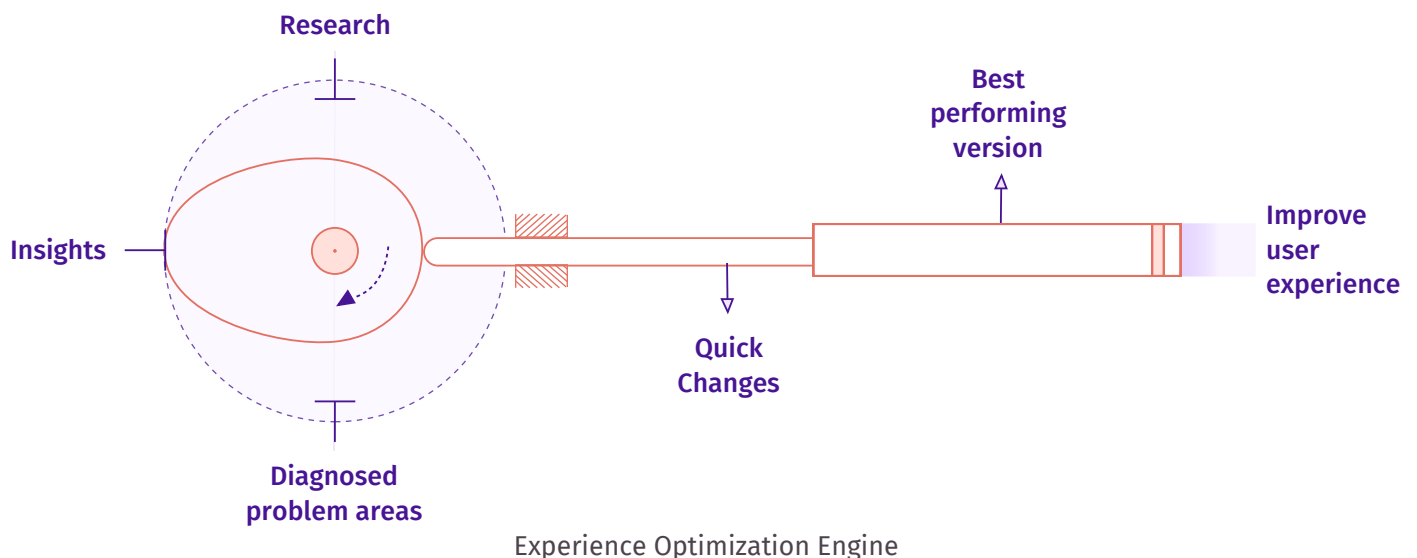 Research
Best
performing
version
Insights
Improve
user
experience
Quick
Changes
Diagnosed
problem areas
Experience Optimization Engine